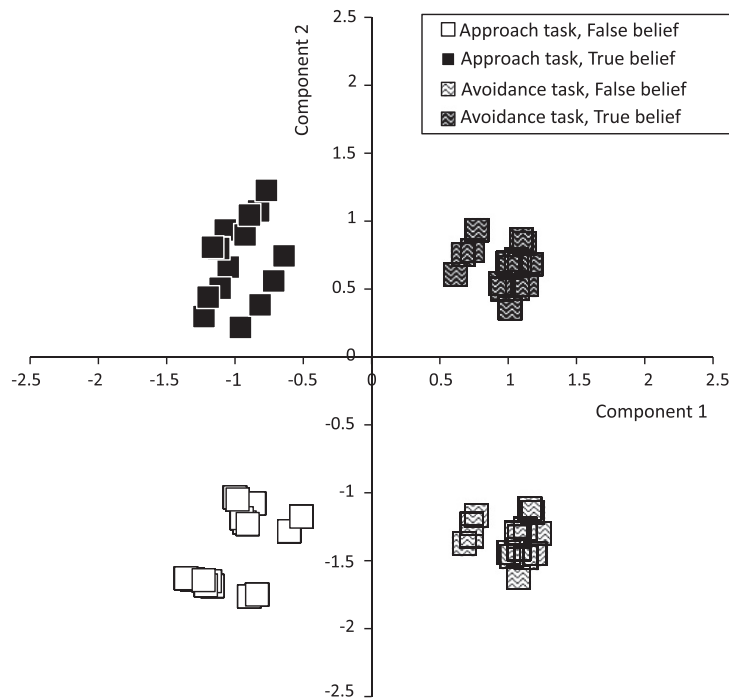 2.5
Component 2
Approach task, False belief
Approach task, True belief
Avoidance task, False belief
Avoidance task, True belief
2
1.5
1
0.5
0
-2.5 -2 -1.5 -1 -0.5 0 0.5 1 1.5 2 2.5
Component 1
-0.5
-1
-1.5
-2
-2.5